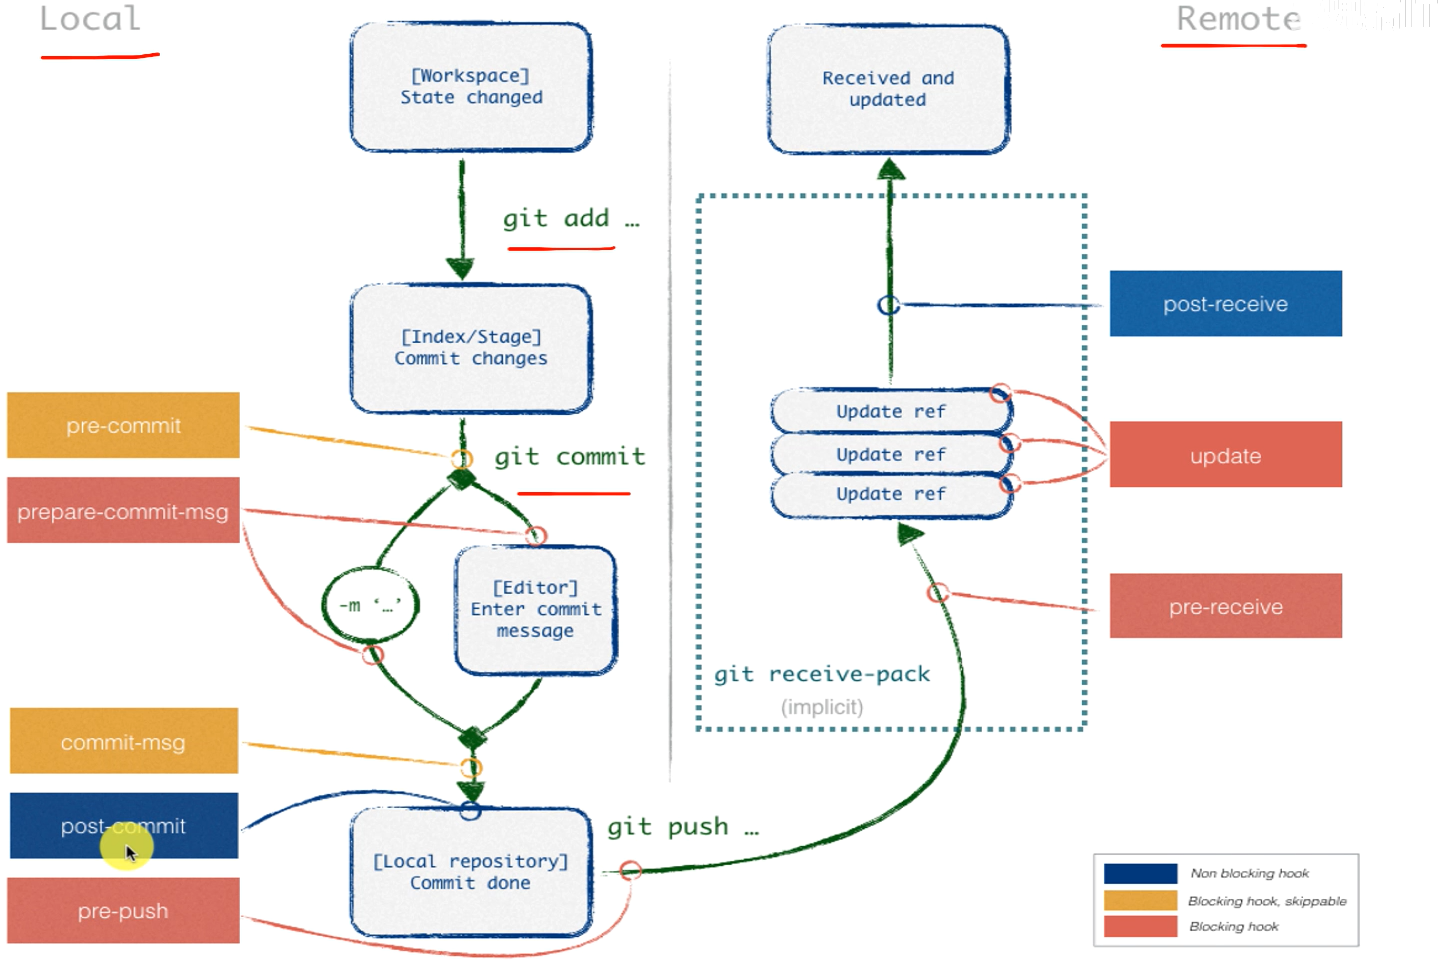 Local
Remote
[Workspace]
State changed
Received and
updated
git add …
[Index/Stage]
Commit changes
post-receive
pre-commit
git commit
Update ref
Update ref
Update ref
update
prepare-commit-msg
-m ‘…’
[Editor]
Enter commit
message
pre-receive
git receive-pack
(implicit)
commit-msg
post-commit
git push …
[Local repository]
Commit done
pre-push
Non blocking hook
Blocking hook, skippable
Blocking hook